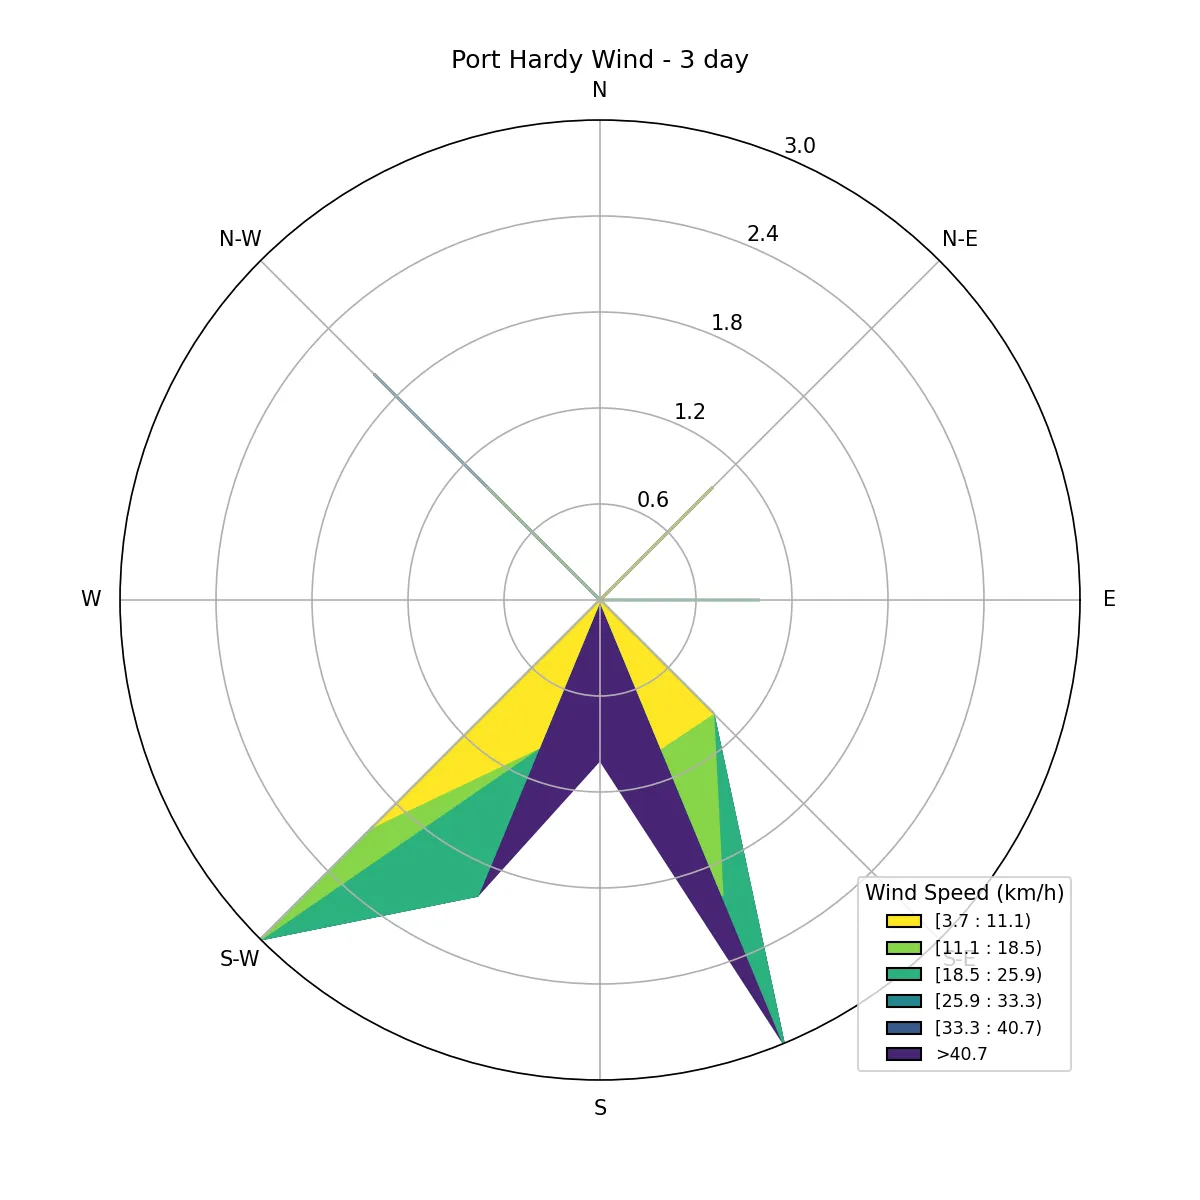 Port Hardy Wind - 3 day
N
3.0
N-W
2.4
N-E
1.8
1.2
0.6
W
E
S-W
S-E
Wind Speed (km/h)
[3.7 : 11.1)
[11.1 : 18.5)
[18.5 : 25.9)
[25.9 : 33.3)
[33.3 : 40.7)
>40.7
S